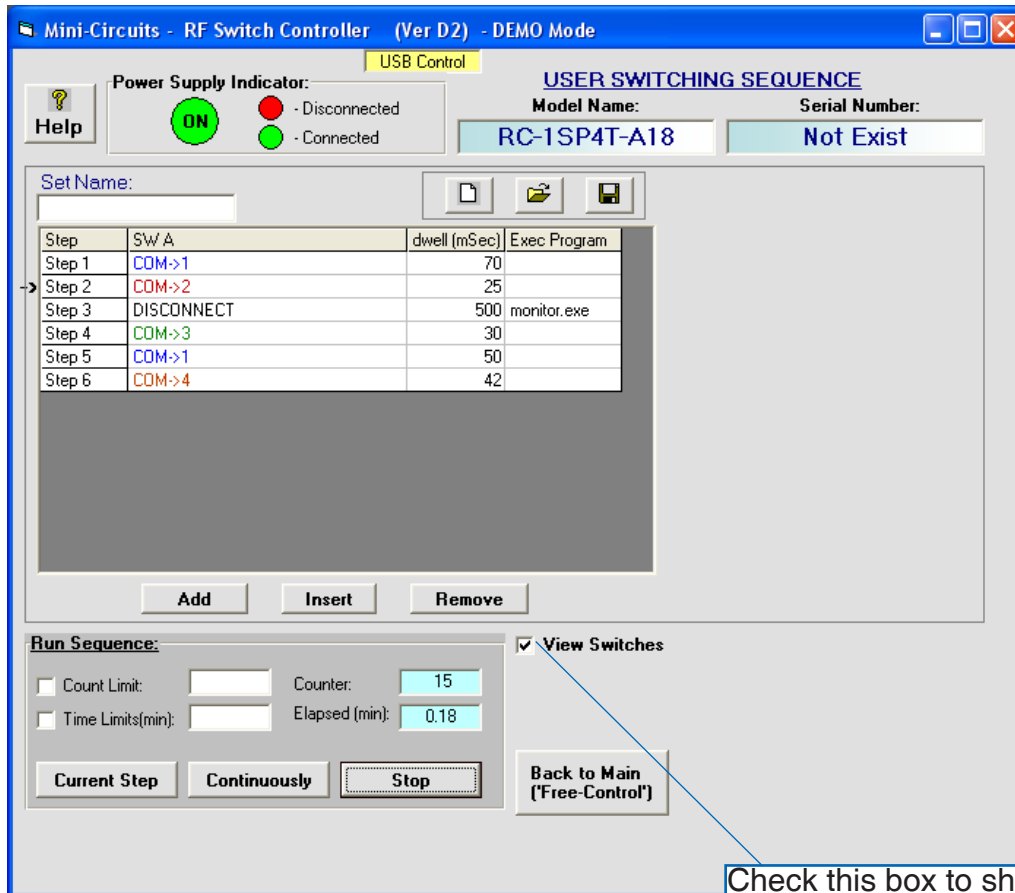 Mini-Circuits - RF Switch Controller (Ver D2) - DEMO Mode
USB Control
Help
Power Supply Indicator:
ON
- Disconnected
- Connected
USER SWITCHING SEQUENCE
Model Name: Serial Number:
RC-1SP4T-A18 Not Exist
Set Name:
Step SW A dwell (mSec) Exec Program
Step 1 COM->1 70
Step 2 COM->2 25
Step 3 DISCONNECT 500 monitor.exe
Step 4 COM->3 30
Step 5 COM->1 50
Step 6 COM->4 42
Add Insert Remove
Run Sequence:
Count Limit: Counter: 15
Time Limits(min): Elapsed (min): 0.18
Current Step Continuously Stop
View Switches
Back to Main
('Free-Control')
Check this box to sh